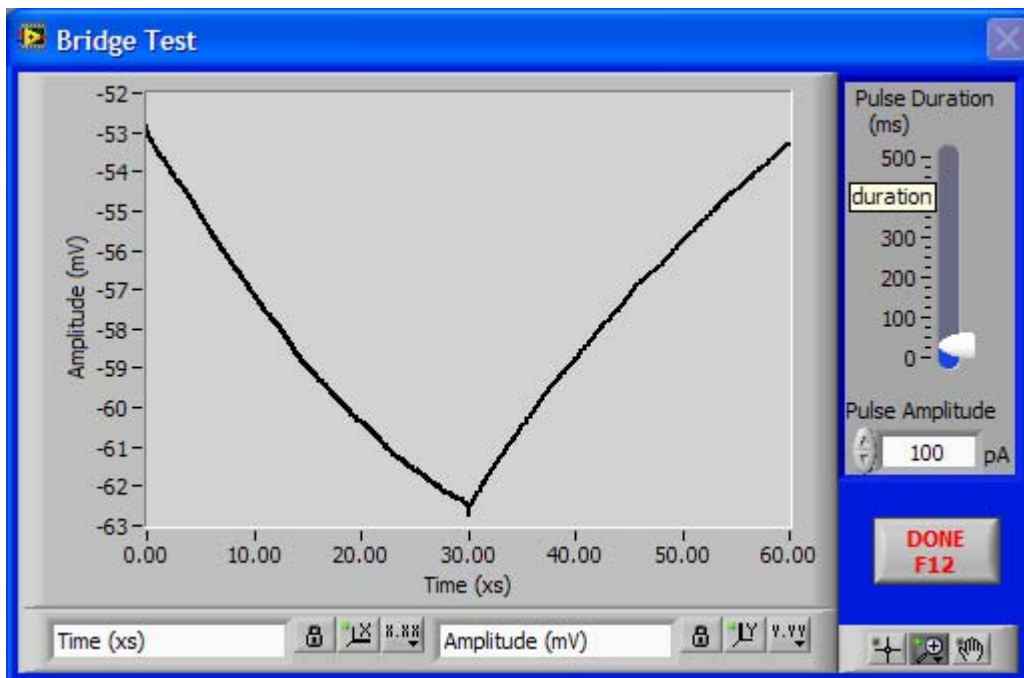 Bridge Test
-52
-53
-54
-55
-56
-57
-58
-59
-60
-61
-62
-63
Amplitude (mV)
0.00 10.00 20.00 30.00 40.00 50.00 60.00
Time (xs)
Pulse Duration
(ms)
500
duration
300
200
100
0
Pulse Amplitude
100 pA
DONE
F12
Time (xs) X X.XX Amplitude (mV) Y Y.YY